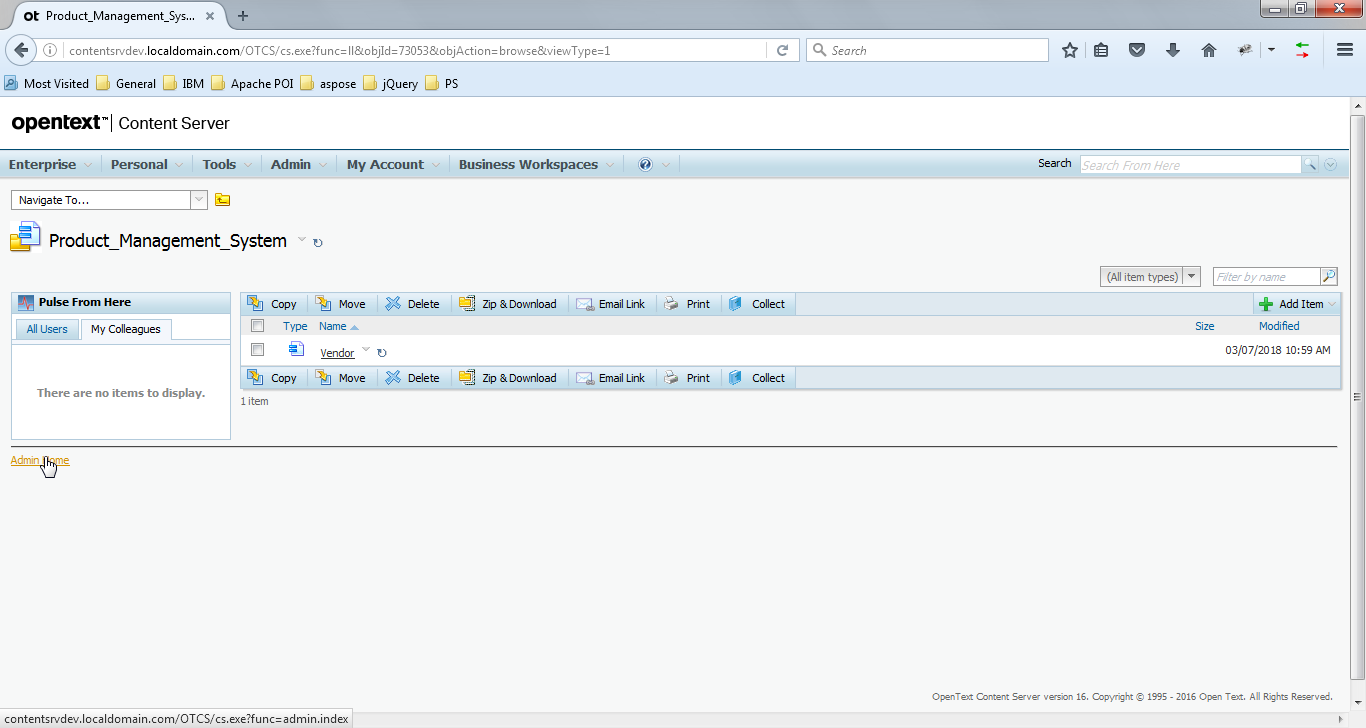 Product_Management_Sys...
contentsrvdev.localdomain.com/OTCS/cs.exe?func=ll&objId=73053&objAction=browse&viewType=1
Search
Most Visited General IBM Apache POI aspose jQuery PS
opentext™ | Content Server
Enterprise Personal Tools Admin My Account Business Workspaces Search Search From Here
Navigate To...
Product_Management_System
(All item types) Filter by name
Pulse From Here
All Users My Colleagues
There are no items to display.
Copy Move Delete Zip & Download Email Link Print Collect Add Item
Type Name Size Modified
Vendor 03/07/2018 10:59 AM
Copy Move Delete Zip & Download Email Link Print Collect
1 item
Admin Home
OpenText Content Server version 16. Copyright © 1995 - 2016 Open Text. All Rights Reserved.
contentsrvdev.localdomain.com/OTCS/cs.exe?func=admin.index